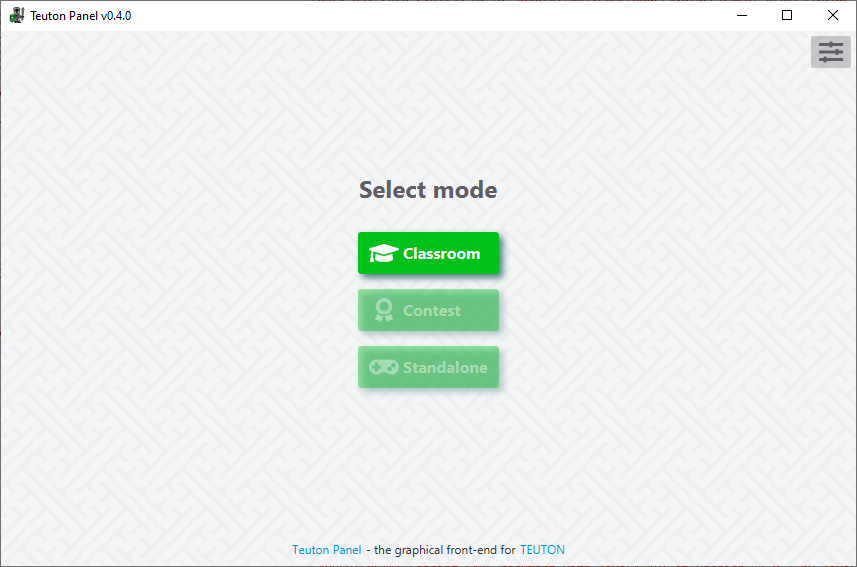 Teuton Panel v0.4.0
Select mode
Classroom
Contest
Standalone
Teuton Panel - the graphical front-end for TEUTON